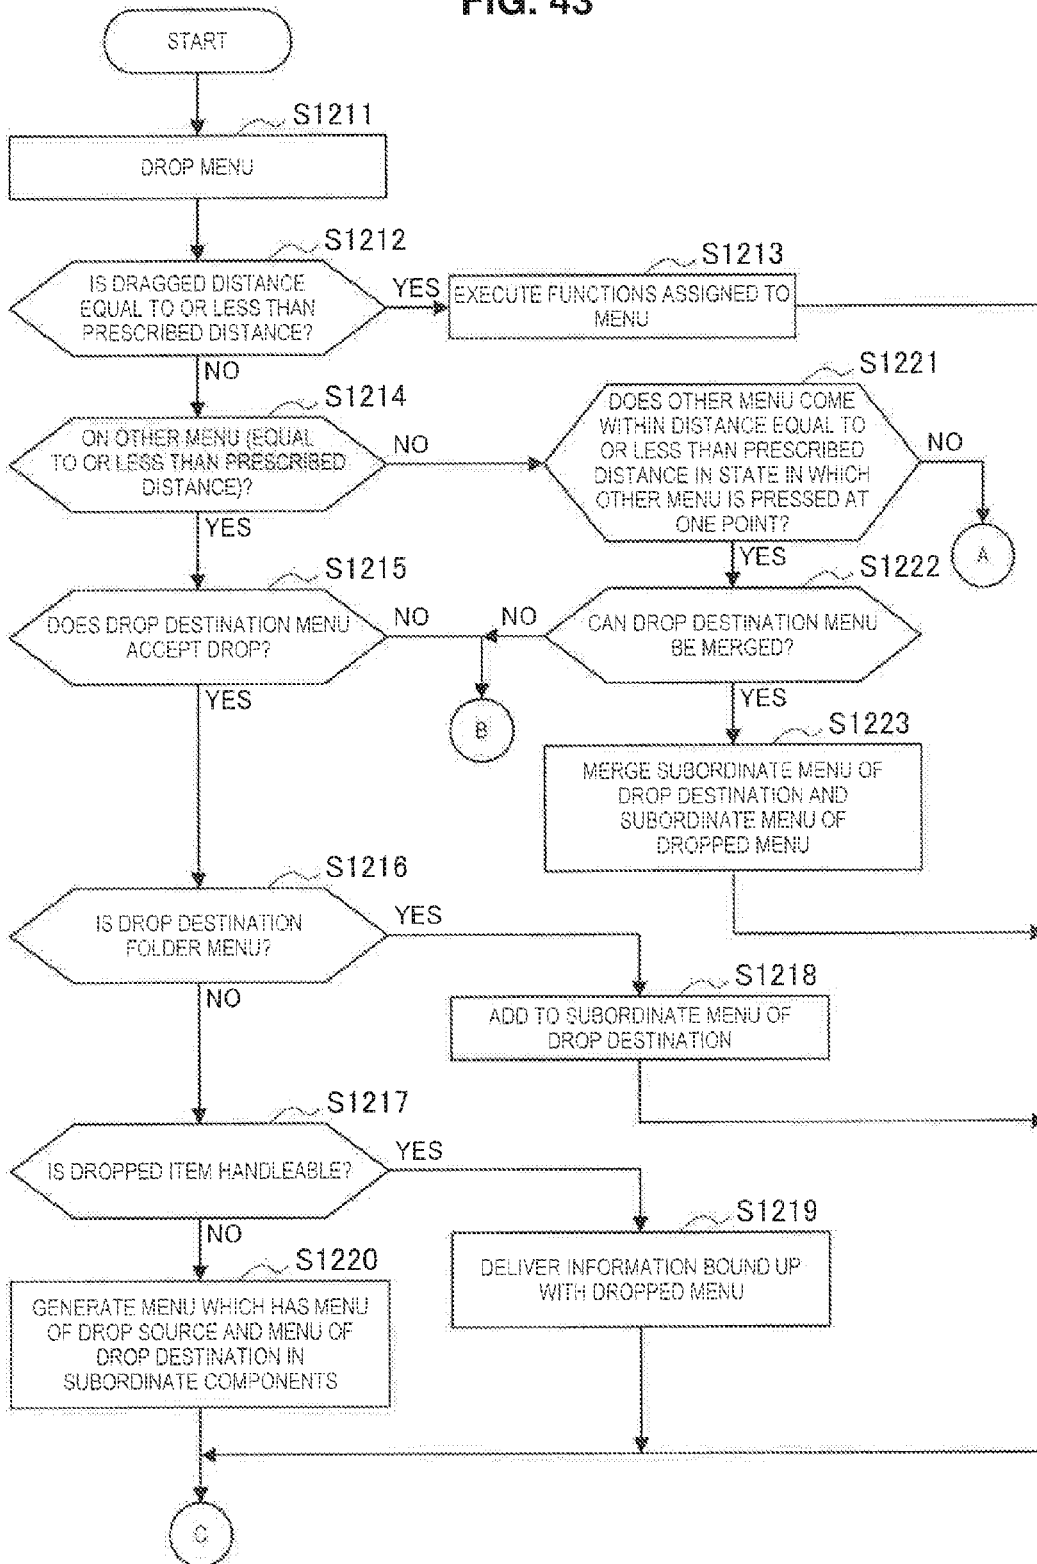 FIG. 43
START
S1211
DROP MENU
S1212
IS DRAGGED DISTANCE
EQUAL TO OR LESS THAN
PRESCRIBED DISTANCE?
YES
S1213
EXECUTE FUNCTIONS ASSIGNED TO
MENU
NO
S1214
ON OTHER MENU (EQUAL
TO OR LESS THAN PRESCRIBED
DISTANCE)?
NO
S1221
DOES OTHER MENU COME
WITHIN DISTANCE EQUAL TO
OR LESS THAN PRESCRIBED
DISTANCE IN STATE IN WHICH
OTHER MENU IS PRESSED AT
ONE POINT?
NO
A
YES
YES
S1215
DOES DROP DESTINATION MENU
ACCEPT DROP?
NO
NO
S1222
CAN DROP DESTINATION MENU
BE MERGED?
B
YES
YES
S1223
MERGE SUBORDINATE MENU OF
DROP DESTINATION AND
SUBORDINATE MENU OF
DROPPED MENU
S1216
IS DROP DESTINATION
FOLDER MENU?
YES
S1218
ADD TO SUBORDINATE MENU OF
DROP DESTINATION
NO
S1217
IS DROPPED ITEM HANDLEABLE?
YES
S1219
DELIVER INFORMATION BOUND UP
WITH DROPPED MENU
NO
S1220
GENERATE MENU WHICH HAS MENU
OF DROP SOURCE AND MENU OF
DROP DESTINATION IN
SUBORDINATE COMPONENTS
C